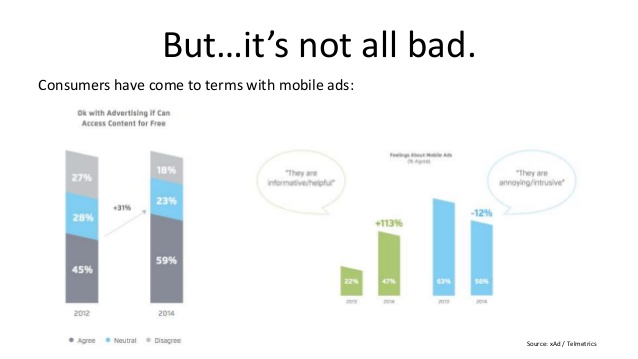 But…it’s not all bad.
Consumers have come to terms with mobile ads:
Ok with Advertising if Can
Access Content for Free
27%
28%
45%
+31%
18%
23%
59%
2012
2014
Agree
Neutral
Disagree
Feelings About Mobile Ads
(% Agree)
"They are
informative/helpful"
"They are
annoying/intrusive"
+113%
-12%
22%
47%
63%
56%
2012
2014
2012
2014
Source: xAd / Telmetrics